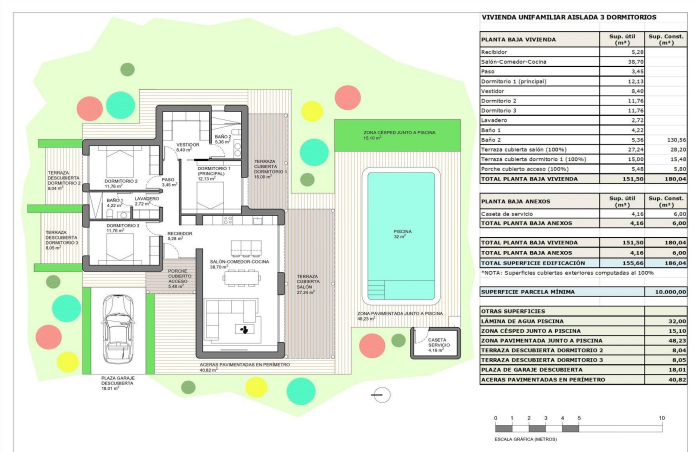 VIVIENDA UNIFAMILIAR AISLADA 3 DORMITORIOS
PLANTA BAJA VIVIENDA Sup. útil (m²) Sup. Const. (m²)
Recibidor 5,28
Salón-Comedor-Cocina 38,70
Paso 3,45
Dormitorio 1 (principal) 12,13
Vestidor 8,40
Dormitorio 2 11,76
Dormitorio 3 11,76
Lavadero 2,72
Baño 1 4,22
Baño 2 5,36 130,56
Terraza cubierta salón (100%) 27,24 28,20
Terraza cubierta dormitorio 1 (100%) 15,00 15,48
Porche cubierto acceso (100%) 5,48 5,80
TOTAL PLANTA BAJA VIVIENDA 151,50 180,04
PLANTA BAJA ANEXOS Sup. útil (m²) Sup. Const. (m²)
Caseta de servicio 4,16 6,00
TOTAL PLANTA BAJA ANEXOS 4,16 6,00
TOTAL PLANTA BAJA VIVIENDA 151,50 180,04
TOTAL PLANTA BAJA ANEXOS 4,16 6,00
TOTAL SUPERFICIE EDIFICACIÓN 155,66 186,04
*NOTA: Superficies cubiertas exteriores computadas al 100%
SUPERFICIE PARCELA MÍNIMA 10.000,00
OTRAS SUPERFICIES
LÁMINA DE AGUA PISCINA 32,00
ZONA CÉSPED JUNTO A PISCINA 15,10
ZONA PAVIMENTADA JUNTO A PISCINA 48,23
TERRAZA DESCUBIERTA DORMITORIO 2 8,04
TERRAZA DESCUBIERTA DORMITORIO 3 8,05
PLAZA DE GARAJE DESCUBIERTA 18,01
ACERAS PAVIMENTADAS EN PERÍMETRO 40,82
0 1 2 3 4 5 10
ESCALA GRÁFICA (METROS)
ZONA CÉSPED JUNTO A PISCINA
15,10 m²
BAÑO 2
5,36 m²
VESTIDOR
8,40 m²
TERRAZA
CUBIERTA
DORMITORIO 1
15,00 m²
DORMITORIO 1
(PRINCIPAL)
12,13 m²
TERRAZA
DESCUBIERTA
DORMITORIO 2
8,04 m²
DORMITORIO 2
11,76 m²
PASO
3,45 m²
BAÑO 1
4,22 m²
LAVADERO
2,72 m²
DORMITORIO 3
11,76 m²
TERRAZA
DESCUBIERTA
DORMITORIO 3
8,05 m²
RECIBIDOR
5,28 m²
PISCINA
32 m²
SALÓN-COMEDOR-COCINA
38,70 m²
PORCHE
CUBIERTO
ACCESO
5,48 m²
TERRAZA
CUBIERTA
SALÓN
27,24 m²
ZONA PAVIMENTADA JUNTO A PISCINA
48,23 m²
CASETA
SERVICIO
4,16 m²
ACERAS PAVIMENTADAS EN PERÍMETRO
40,82 m²
PLAZA GARAJE
DESCUBIERTA
18,01 m²